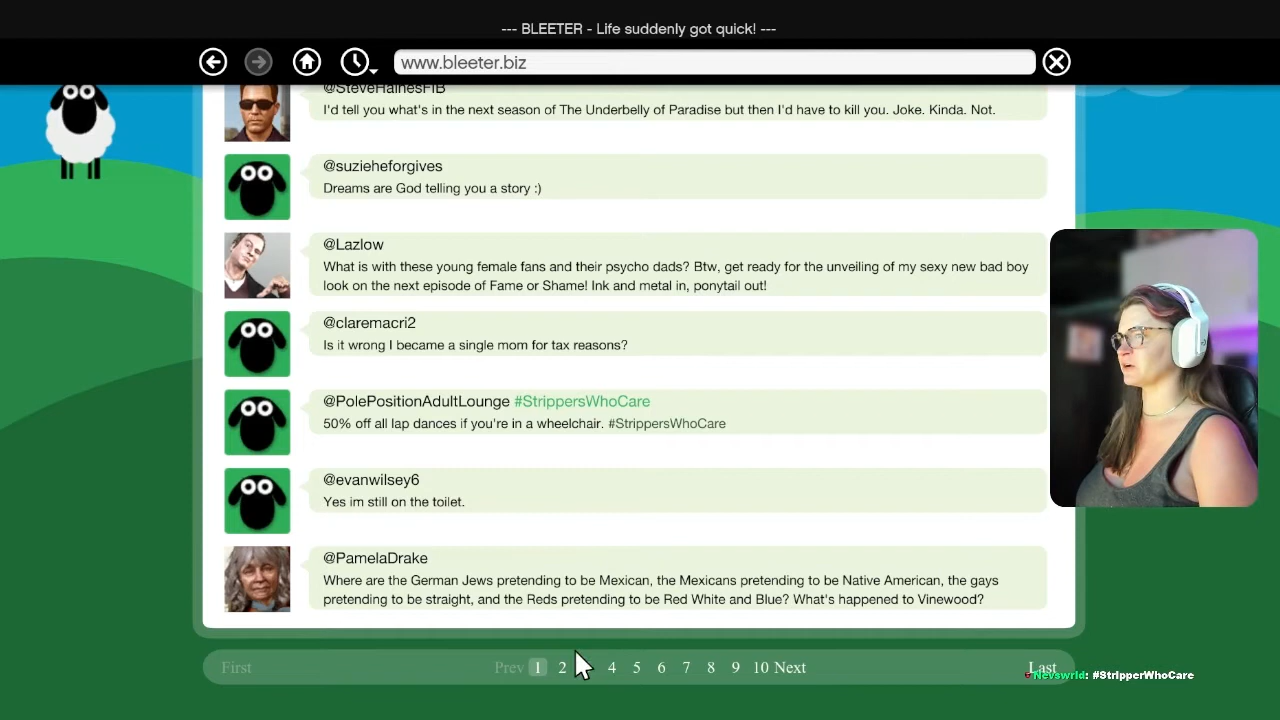 --- BLEETER - Life suddenly got quick! ---
www.bleeter.biz
@SteveHainesFIB
I'd tell you what's in the next season of The Underbelly of Paradise but then I'd have to kill you. Joke. Kinda. Not.
@suzieheforgives
Dreams are God telling you a story :)
@Lazlow
What is with these young female fans and their psycho dads? Btw, get ready for the unveiling of my sexy new bad boy
look on the next episode of Fame or Shame! Ink and metal in, ponytail out!
@claremacri2
Is it wrong I became a single mom for tax reasons?
@PolePositionAdultLounge #StrippersWhoCare
50% off all lap dances if you're in a wheelchair. #StrippersWhoCare
@evanwilsey6
Yes im still on the toilet.
@PamelaDrake
Where are the German Jews pretending to be Mexican, the Mexicans pretending to be Native American, the gays
pretending to be straight, and the Reds pretending to be Red White and Blue? What's happened to Vinewood?
First Prev 1 2 4 5 6 7 8 9 10 Next Last
Nevswrld: #StripperWhoCare